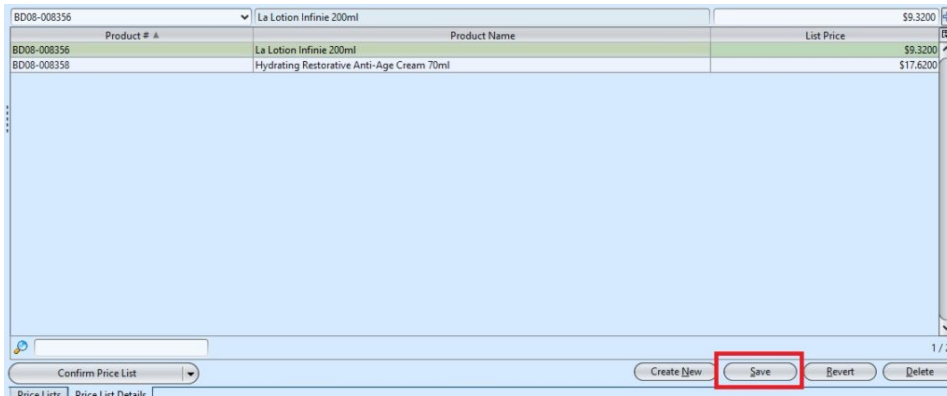 BD08-008356 La Lotion Infinie 200ml $9.3200
Product # Product Name List Price
BD08-008356 La Lotion Infinie 200ml $9.3200
BD08-008358 Hydrating Restorative Anti-Age Cream 70ml $17.6200
1 / 2
Confirm Price List Create New Save Revert Delete
Price Lists Price List Details